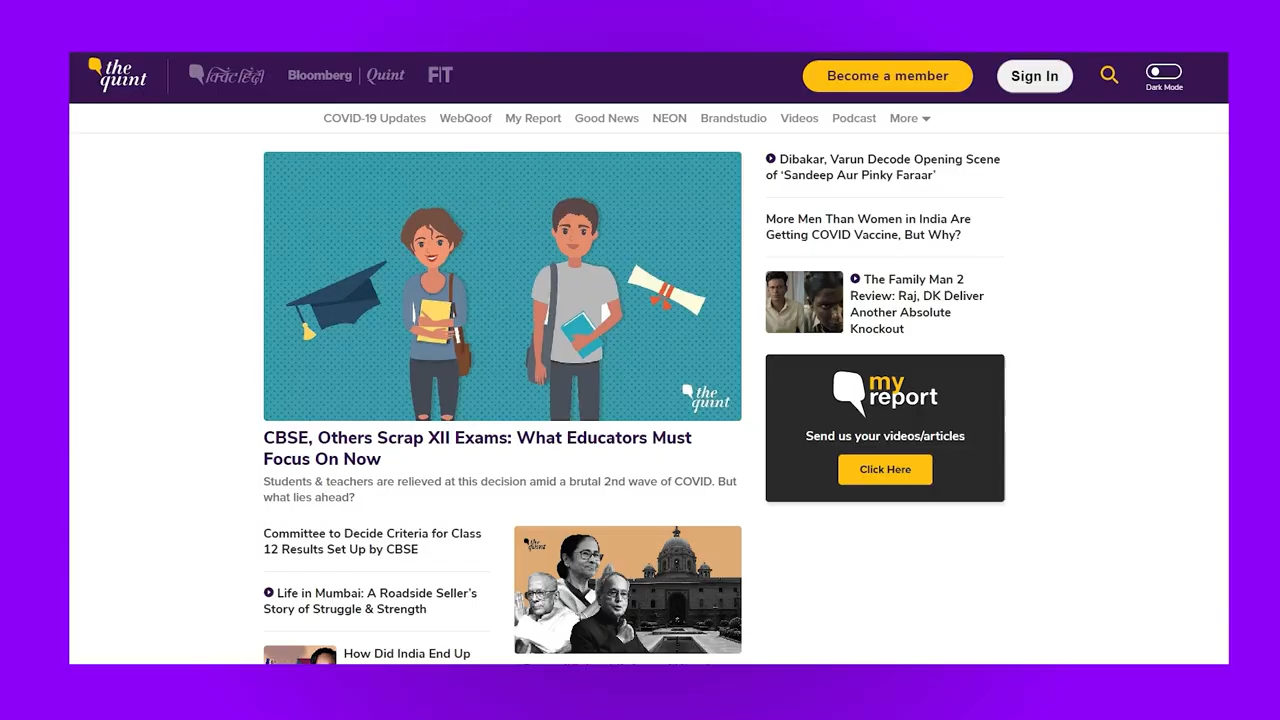 the quint
क्विंट हिंदी
Bloomberg | Quint
FIT
Become a member
Sign In
Dark Mode
COVID-19 Updates
WebQoof
My Report
Good News
NEON
Brandstudio
Videos
Podcast
More
the quint
CBSE, Others Scrap XII Exams: What Educators Must
Focus On Now
Students & teachers are relieved at this decision amid a brutal 2nd wave of COVID. But
what lies ahead?
Committee to Decide Criteria for Class
12 Results Set Up by CBSE
Life in Mumbai: A Roadside Seller's
Story of Struggle & Strength
How Did India End Up
the quint
Dibakar, Varun Decode Opening Scene
of ‘Sandeep Aur Pinky Faraar’
More Men Than Women in India Are
Getting COVID Vaccine, But Why?
The Family Man 2
Review: Raj, DK Deliver
Another Absolute
Knockout
my
report
Send us your videos/articles
Click Here